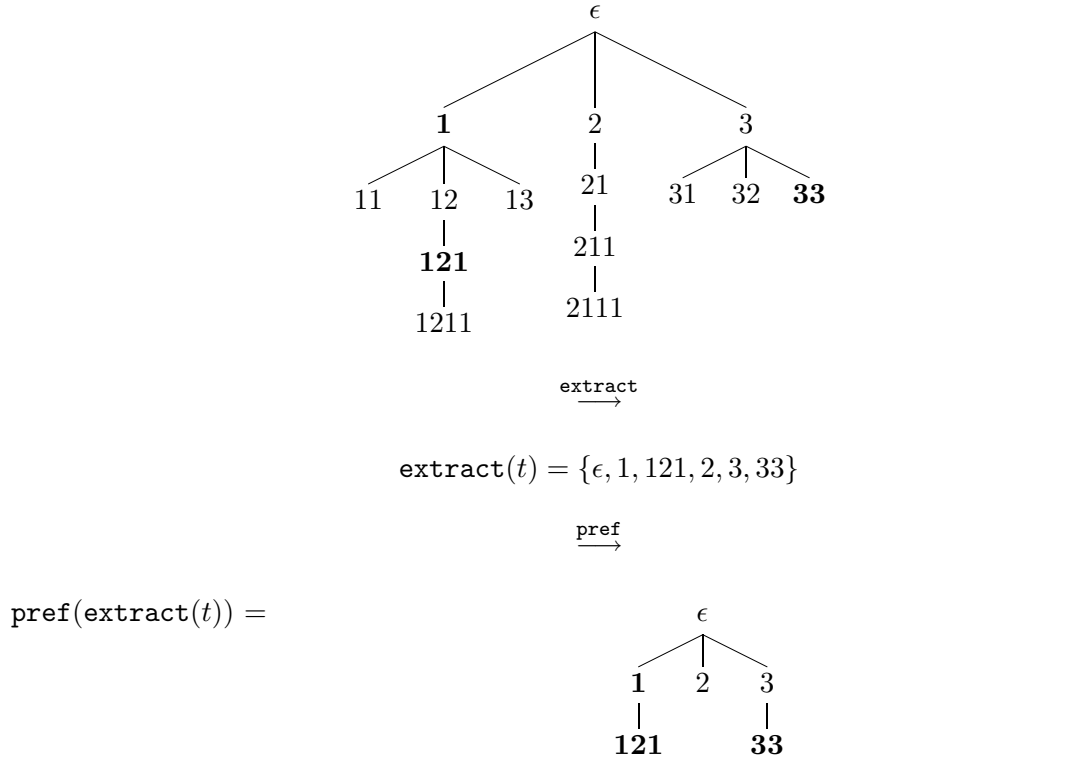 ϵ
1 2 3
11 12 13 21 31 32 33
121 211
1211 2111
extract
⟶
extract(t) = {ϵ, 1, 121, 2, 3, 33}
pref
⟶
pref(extract(t)) = ϵ
1 2 3
121 33